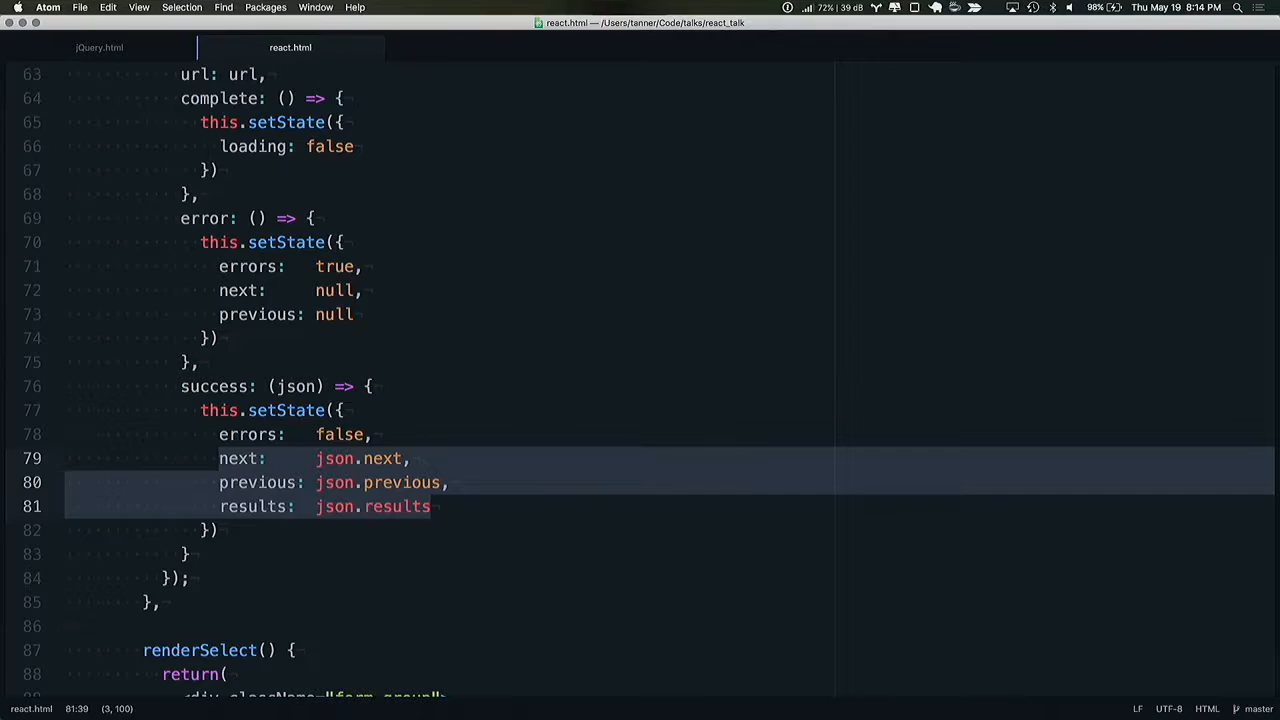 Atom File Edit View Selection Find Packages Window Help 72% | 39 dB 98% Thu May 19 8:14 PM
react.html — /Users/tanner/Code/talks/react_talk
jQuery.html react.html
63 url: url,
64 complete: () => {
65 this.setState({
66 loading: false
67 })
68 },
69 error: () => {
70 this.setState({
71 errors: true,
72 next: null,
73 previous: null
74 })
75 },
76 success: (json) => {
77 this.setState({
78 errors: false,
79 next: json.next,
80 previous: json.previous,
81 results: json.results
82 })
83 }
84 });
85 },
86
87 renderSelect() {
88 return(
<div className="form-group">
react.html 81:39 (3, 100) LF UTF-8 HTML master